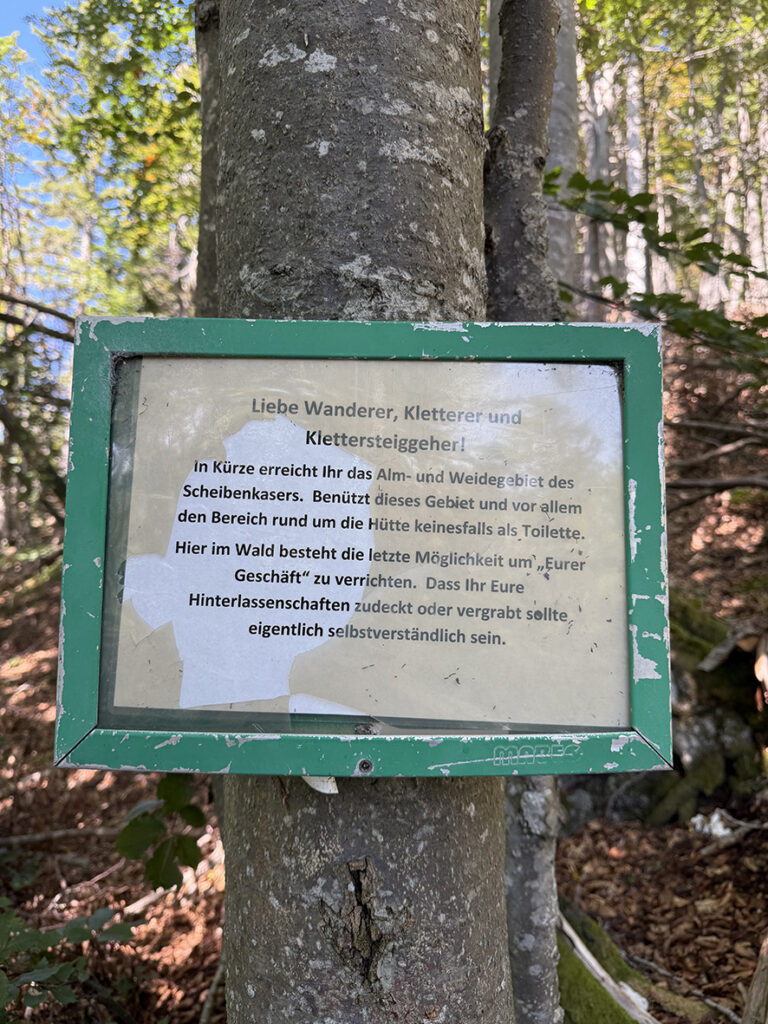 Liebe Wanderer, Kletterer und
Klettersteiggeher!
In Kürze erreicht Ihr das Alm- und Weidegebiet des
Scheibenkasers. Benützt dieses Gebiet und vor allem
den Bereich rund um die Hütte keinesfalls als Toilette.
Hier im Wald besteht die letzte Möglichkeit um „Eurer
Geschäft“ zu verrichten. Dass Ihr Eure
Hinterlassenschaften zudeckt oder vergrabt sollte
eigentlich selbstverständlich sein.